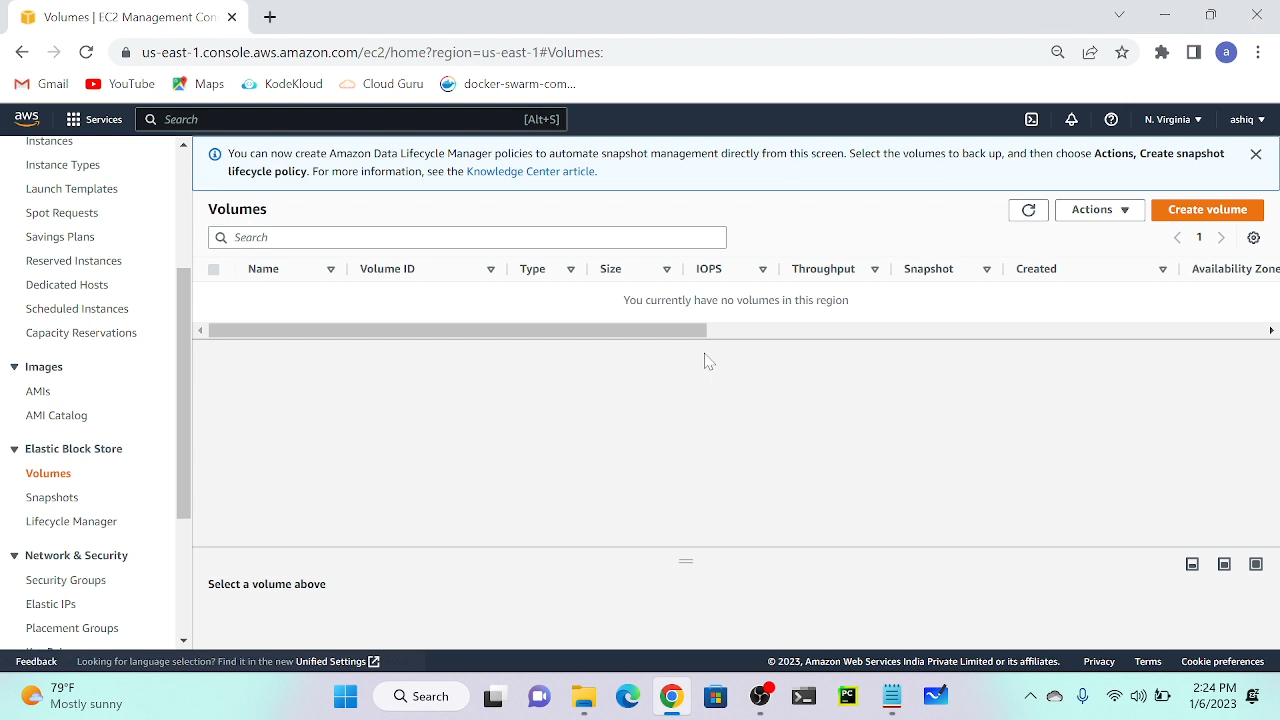 Volumes | EC2 Management Con
us-east-1.console.aws.amazon.com/ec2/home?region=us-east-1#Volumes:
a
Gmail YouTube Maps KodeKloud Cloud Guru docker-swarm-com...
aws Services Search [Alt+S] N. Virginia ashiq
Instances
Instance Types
Launch Templates
Spot Requests
Savings Plans
Reserved Instances
Dedicated Hosts
Scheduled Instances
Capacity Reservations
Images
AMIs
AMI Catalog
Elastic Block Store
Volumes
Snapshots
Lifecycle Manager
Network & Security
Security Groups
Elastic IPs
Placement Groups
You can now create Amazon Data Lifecycle Manager policies to automate snapshot management directly from this screen. Select the volumes to back up, and then choose Actions, Create snapshot
lifecycle policy. For more information, see the Knowledge Center article.
Volumes
Actions Create volume
Search
1
Name Volume ID Type Size IOPS Throughput Snapshot Created Availability Zone
You currently have no volumes in this region
Select a volume above
Feedback Looking for language selection? Find it in the new Unified Settings © 2023, Amazon Web Services India Private Limited or its affiliates. Privacy Terms Cookie preferences
79°F
Mostly sunny
Search
PC
2:24 PM
1/6/2023